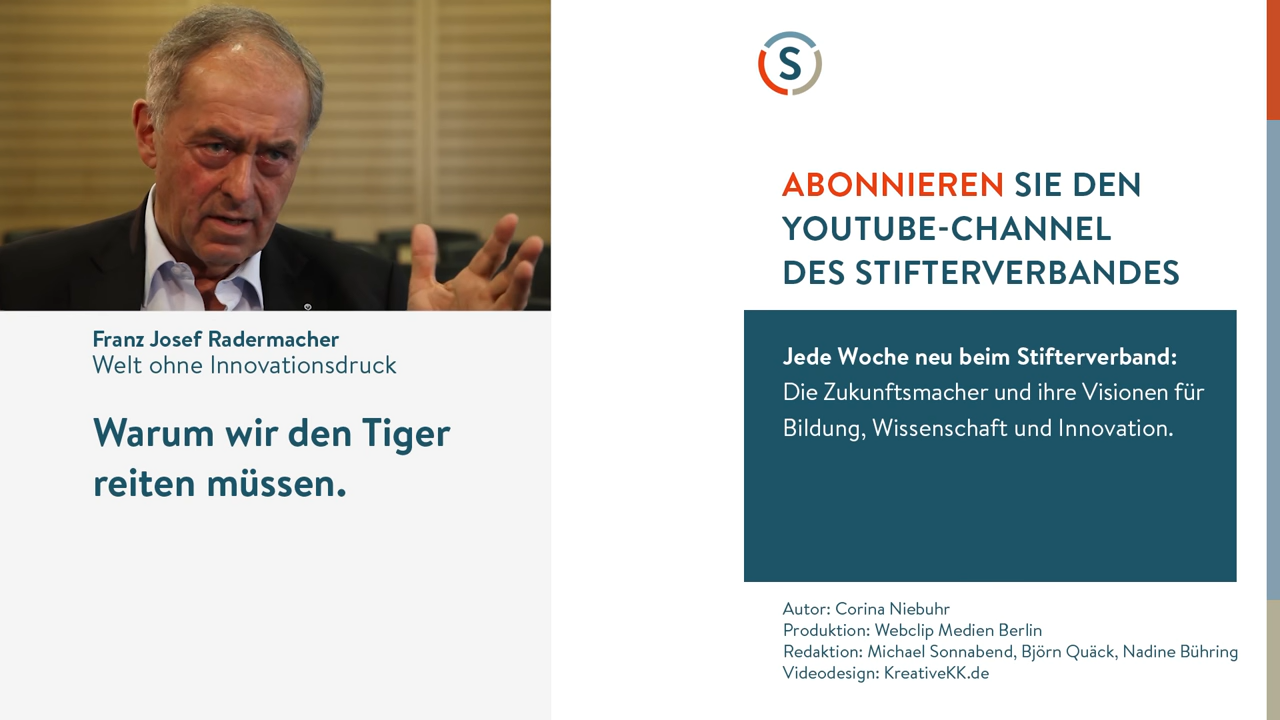 Franz Josef Radermacher
Welt ohne Innovationsdruck
Warum wir den Tiger
reiten müssen.
S
ABONNIEREN SIE DEN
YOUTUBE-CHANNEL
DES STIFTERVERBANDES
Jede Woche neu beim Stifterverband:
Die Zukunftsmacher und ihre Visionen für
Bildung, Wissenschaft und Innovation.
Autor: Corina Niebuhr
Produktion: Webclip Medien Berlin
Redaktion: Michael Sonnabend, Björn Quäck, Nadine Bühring
Videodesign: KreativeKK.de